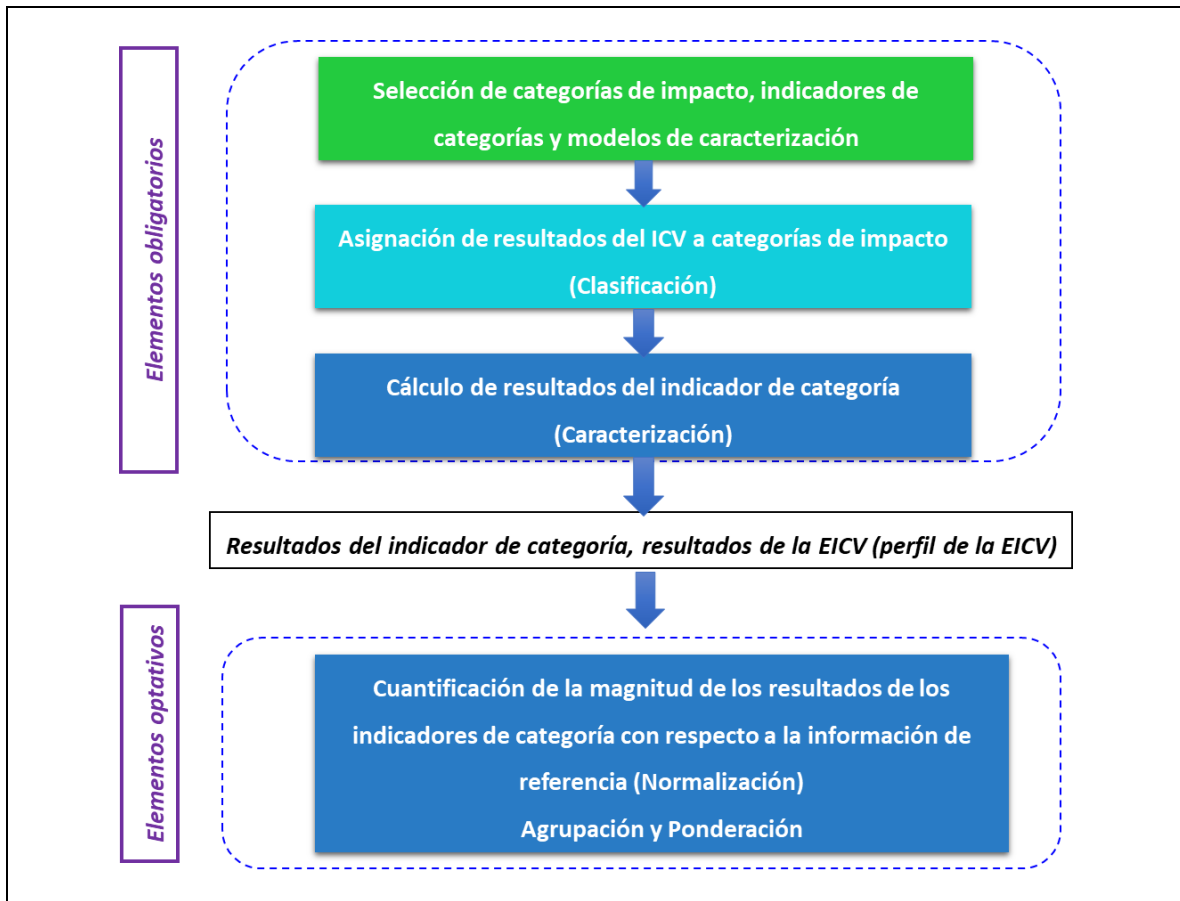 Elementos obligatorios
Selección de categorías de impacto, indicadores de
categorías y modelos de caracterización
Asignación de resultados del ICV a categorías de impacto
(Clasificación)
Cálculo de resultados del indicador de categoría
(Caracterización)
Resultados del indicador de categoría, resultados de la EICV (perfil de la EICV)
Elementos optativos
Cuantificación de la magnitud de los resultados de los
indicadores de categoría con respecto a la información de
referencia (Normalización)
Agrupación y Ponderación